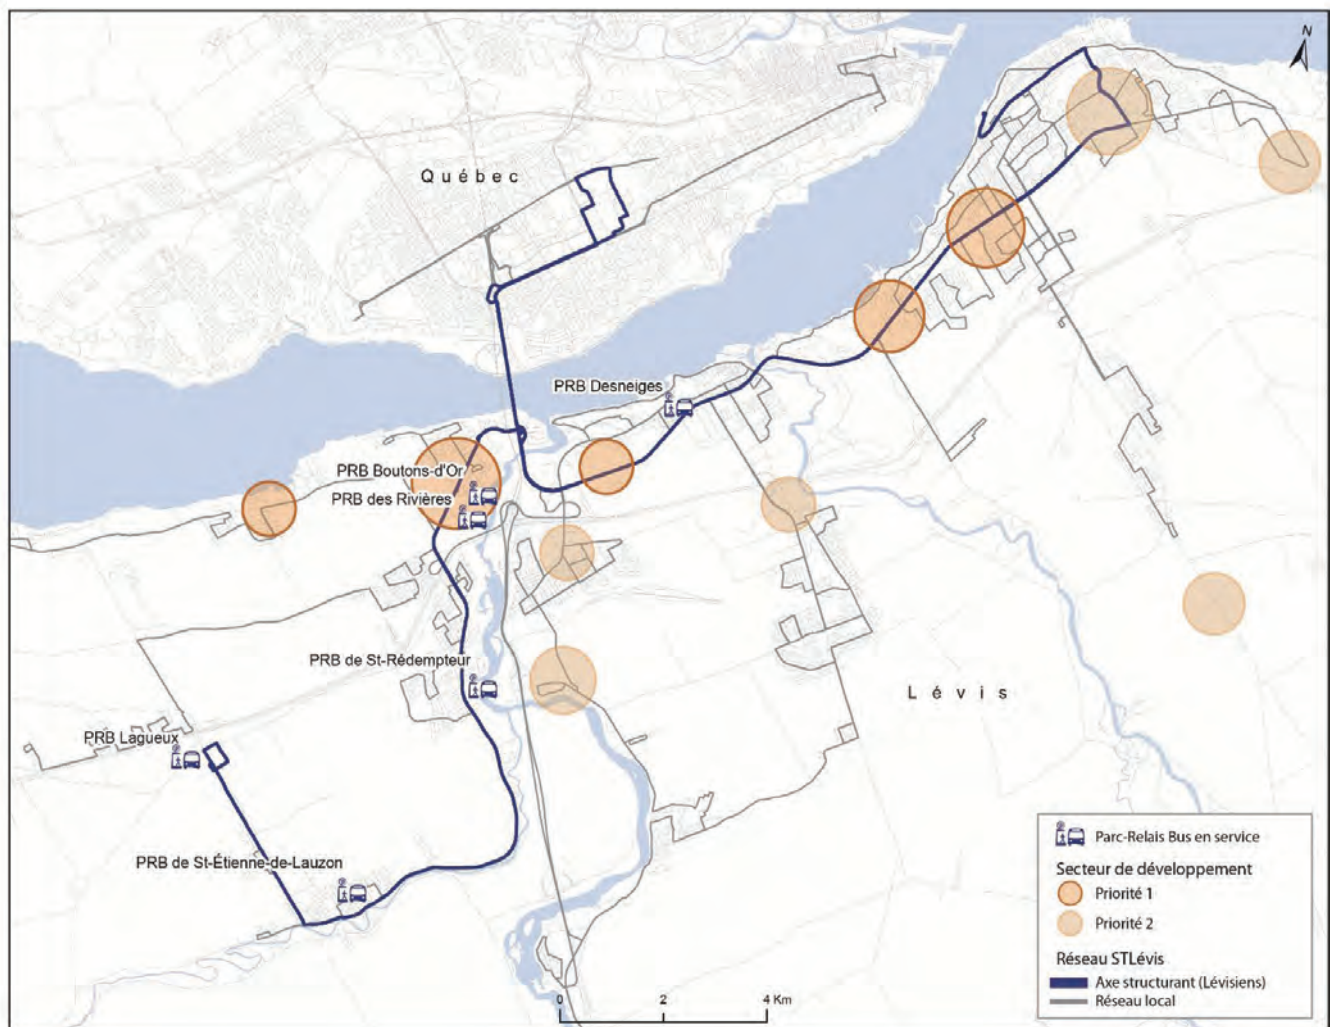 N
Québec
PRB Desneiges
PRB Boutons-d'Or
PRB des Rivières
PRB de St-Rédempteur
Lévis
PRB Lagueux
PRB de St-Étienne-de-Lauzon
Parc-Relais Bus en service
Secteur de développement
Priorité 1
Priorité 2
Réseau STLévis
Axe structurant (Lévisiens)
Réseau local
0 2 4 Km